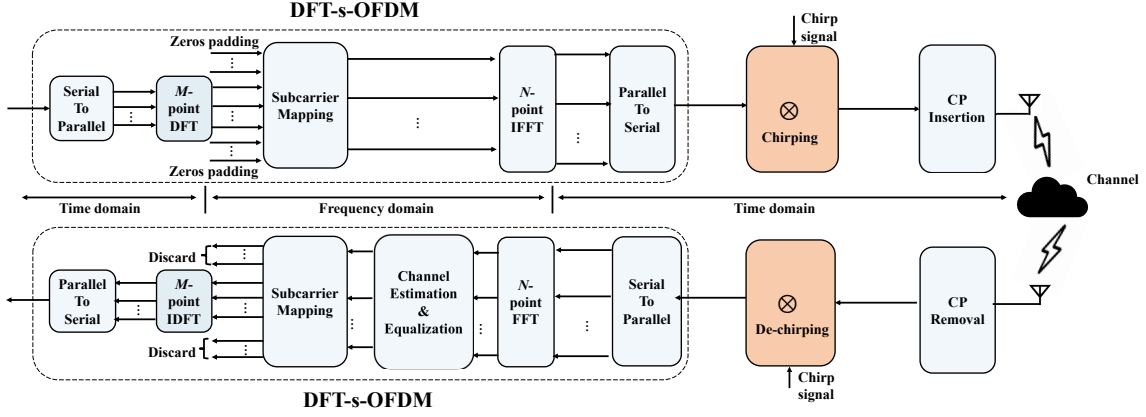 DFT-s-OFDM
Chirp
signal
Zeros padding
Serial
To
Parallel
M-
point
DFT
Subcarrier
Mapping
N-
point
IFFT
Parallel
To
Serial
⊗
Chirping
CP
Insertion
Zeros padding
Channel
Time domain
Frequency domain
Time domain
Discard
Parallel
To
Serial
M-
point
IDFT
Subcarrier
Mapping
Channel
Estimation
&
Equalization
N-
point
FFT
Serial
To
Parallel
⊗
De-chirping
CP
Removal
Discard
Chirp
signal
DFT-s-OFDM